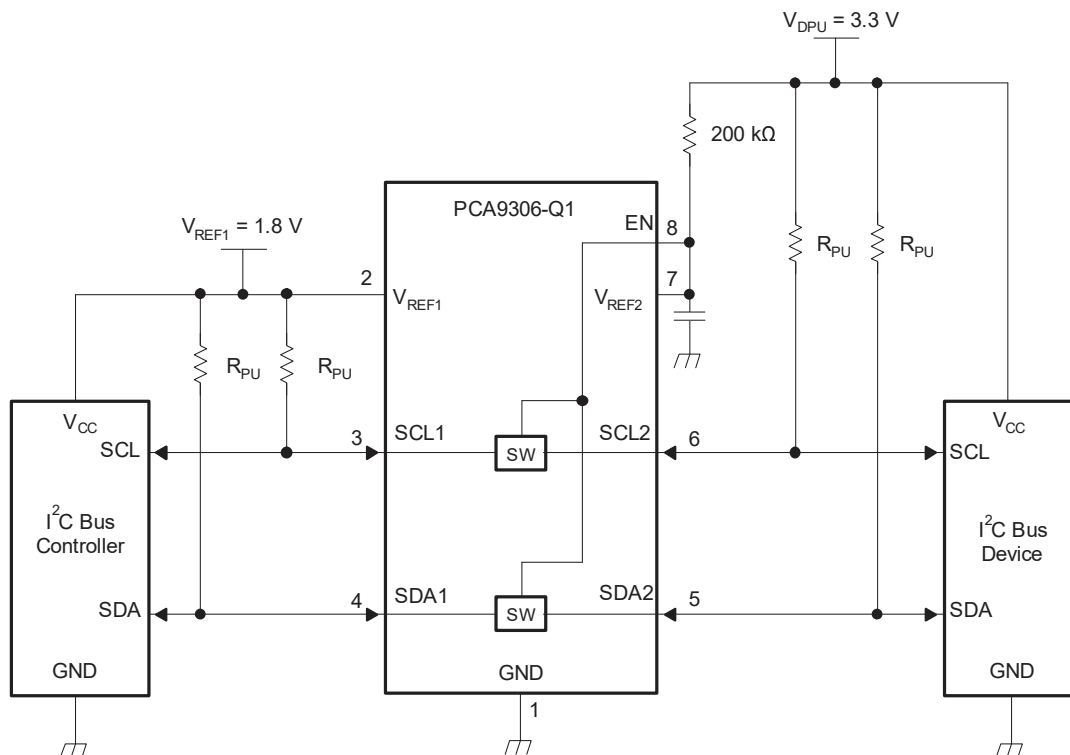 V_DPU = 3.3 V
200 kΩ
PCA9306-Q1
V_REF1 = 1.8 V
EN
8
R_PU
R_PU
2
7
V_REF1
V_REF2
R_PU
R_PU
V_CC
V_CC
SCL
3
SCL1
SW
SCL2
6
SCL
I²C Bus
Controller
I²C Bus
Device
SDA
4
SDA1
SW
SDA2
5
SDA
GND
GND
GND
1